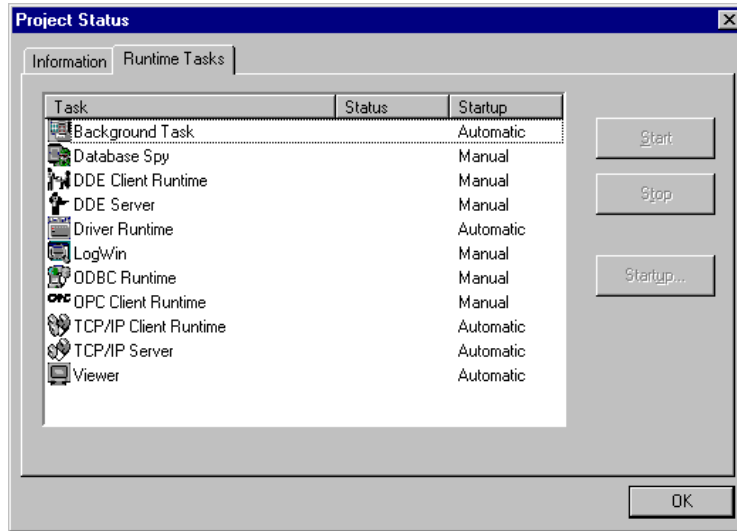 Project Status
Information Runtime Tasks
Task Status Startup
Background Task Automatic
Database Spy Manual
DDE Client Runtime Manual
DDE Server Manual
Driver Runtime Automatic
LogWin Manual
ODBC Runtime Manual
OPC OPC Client Runtime Manual
TCP/IP Client Runtime Automatic
TCP/IP Server Automatic
Viewer Automatic
Start
Stop
Startup...
OK